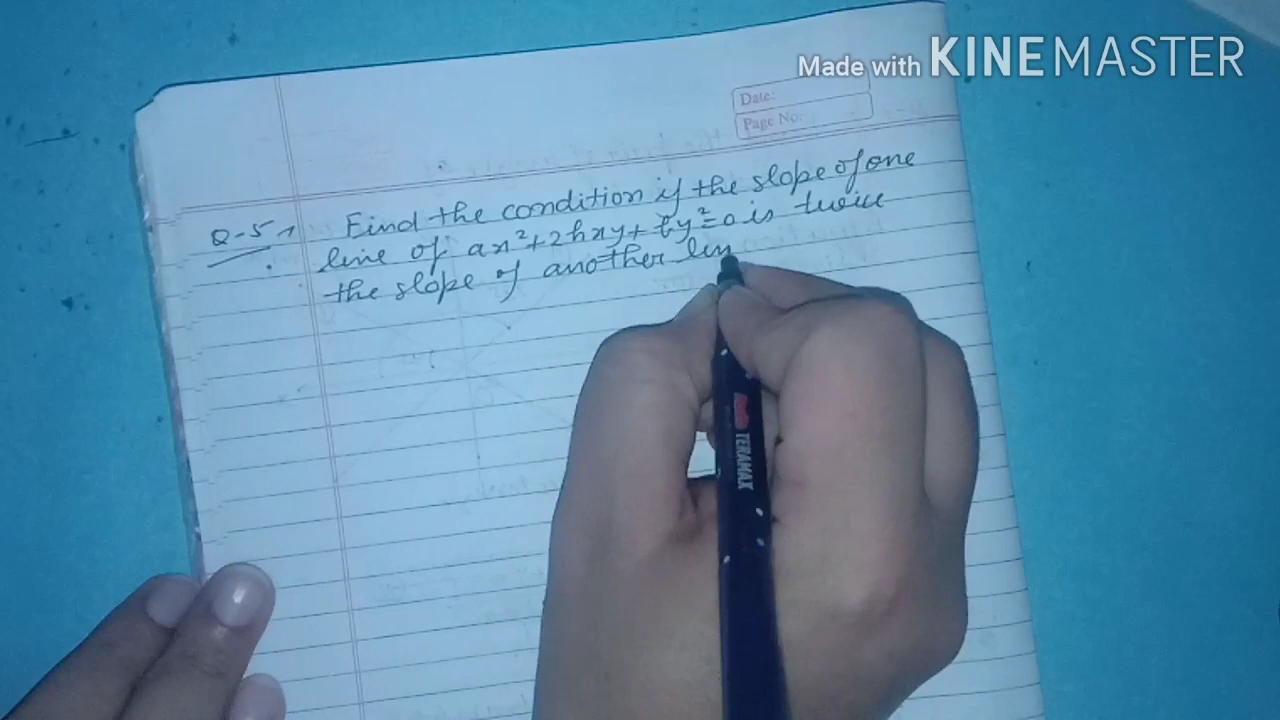 Made with KINEMASTER
Date:
Page No:
Q-5 Find the condition if the slope of one
line of ax²+2hxy+by²=0 is twice
the slope of another lin
TERAMAX